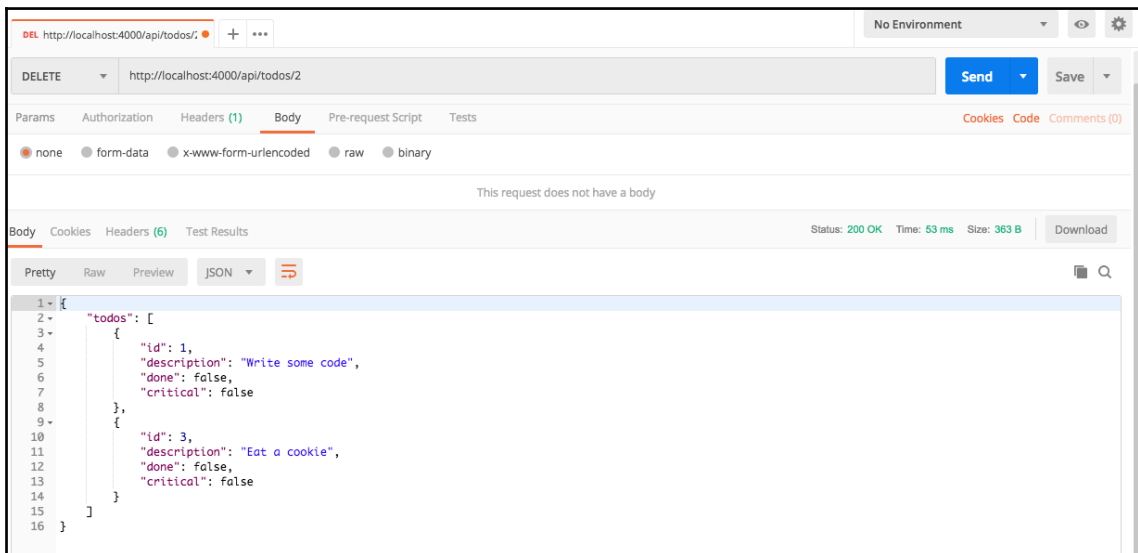 DEL http://localhost:4000/api/todos/2 + ••• No Environment
DELETE http://localhost:4000/api/todos/2 Send Save
Params Authorization Headers (1) Body Pre-request Script Tests Cookies Code Comments (0)
none form-data x-www-form-urlencoded raw binary
This request does not have a body
Body Cookies Headers (6) Test Results Status: 200 OK Time: 53 ms Size: 363 B Download
Pretty Raw Preview JSON
1 {
2 "todos": [
3 {
4 "id": 1,
5 "description": "Write some code",
6 "done": false,
7 "critical": false
8 },
9 {
10 "id": 3,
11 "description": "Eat a cookie",
12 "done": false,
13 "critical": false
14 }
15 ]
16 }